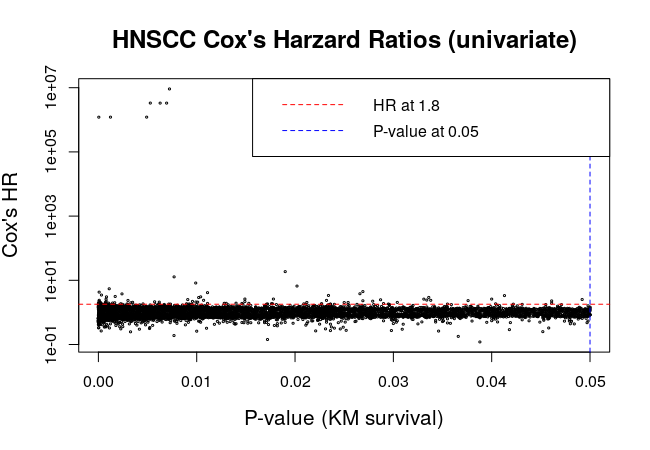 HNSCC Cox's Harzard Ratios (univariate)
HR at 1.8
P-value at 0.05
Cox's HR
1e+07
1e+05
1e+03
1e+01
1e-01
0.00 0.01 0.02 0.03 0.04 0.05
P-value (KM survival)